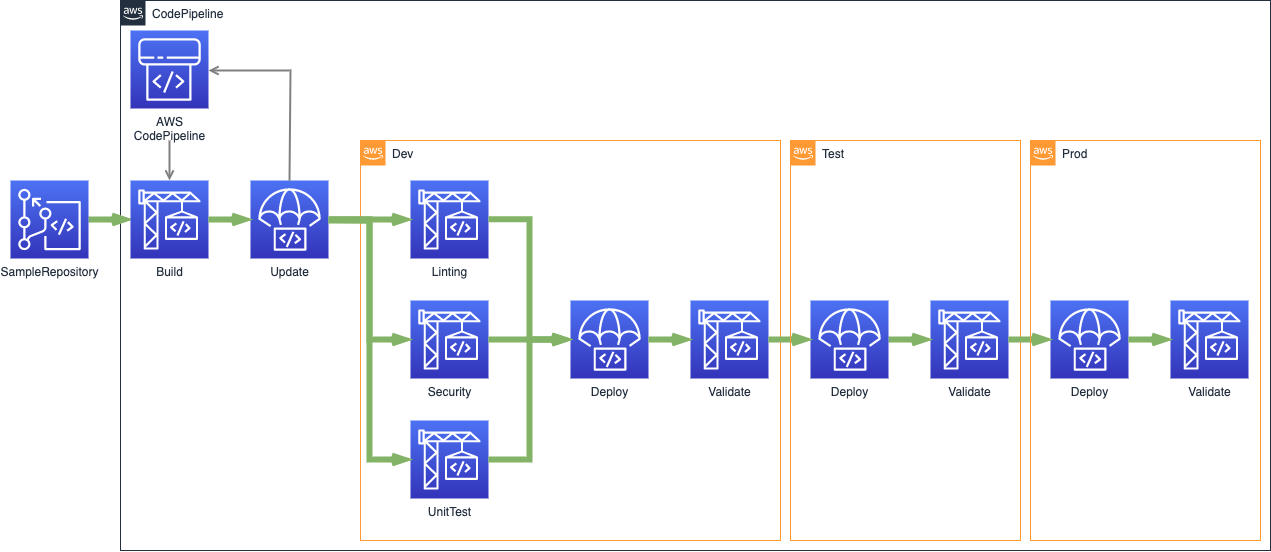 aws CodePipeline
AWS
CodePipeline
aws Dev
aws Test
aws Prod
</>
</>
</>
</>
</>
SampleRepository
Build
Update
Linting
</>
</>
</>
</>
</>
</>
</>
Security
Deploy
Validate
Deploy
Validate
Deploy
Validate
</>
UnitTest